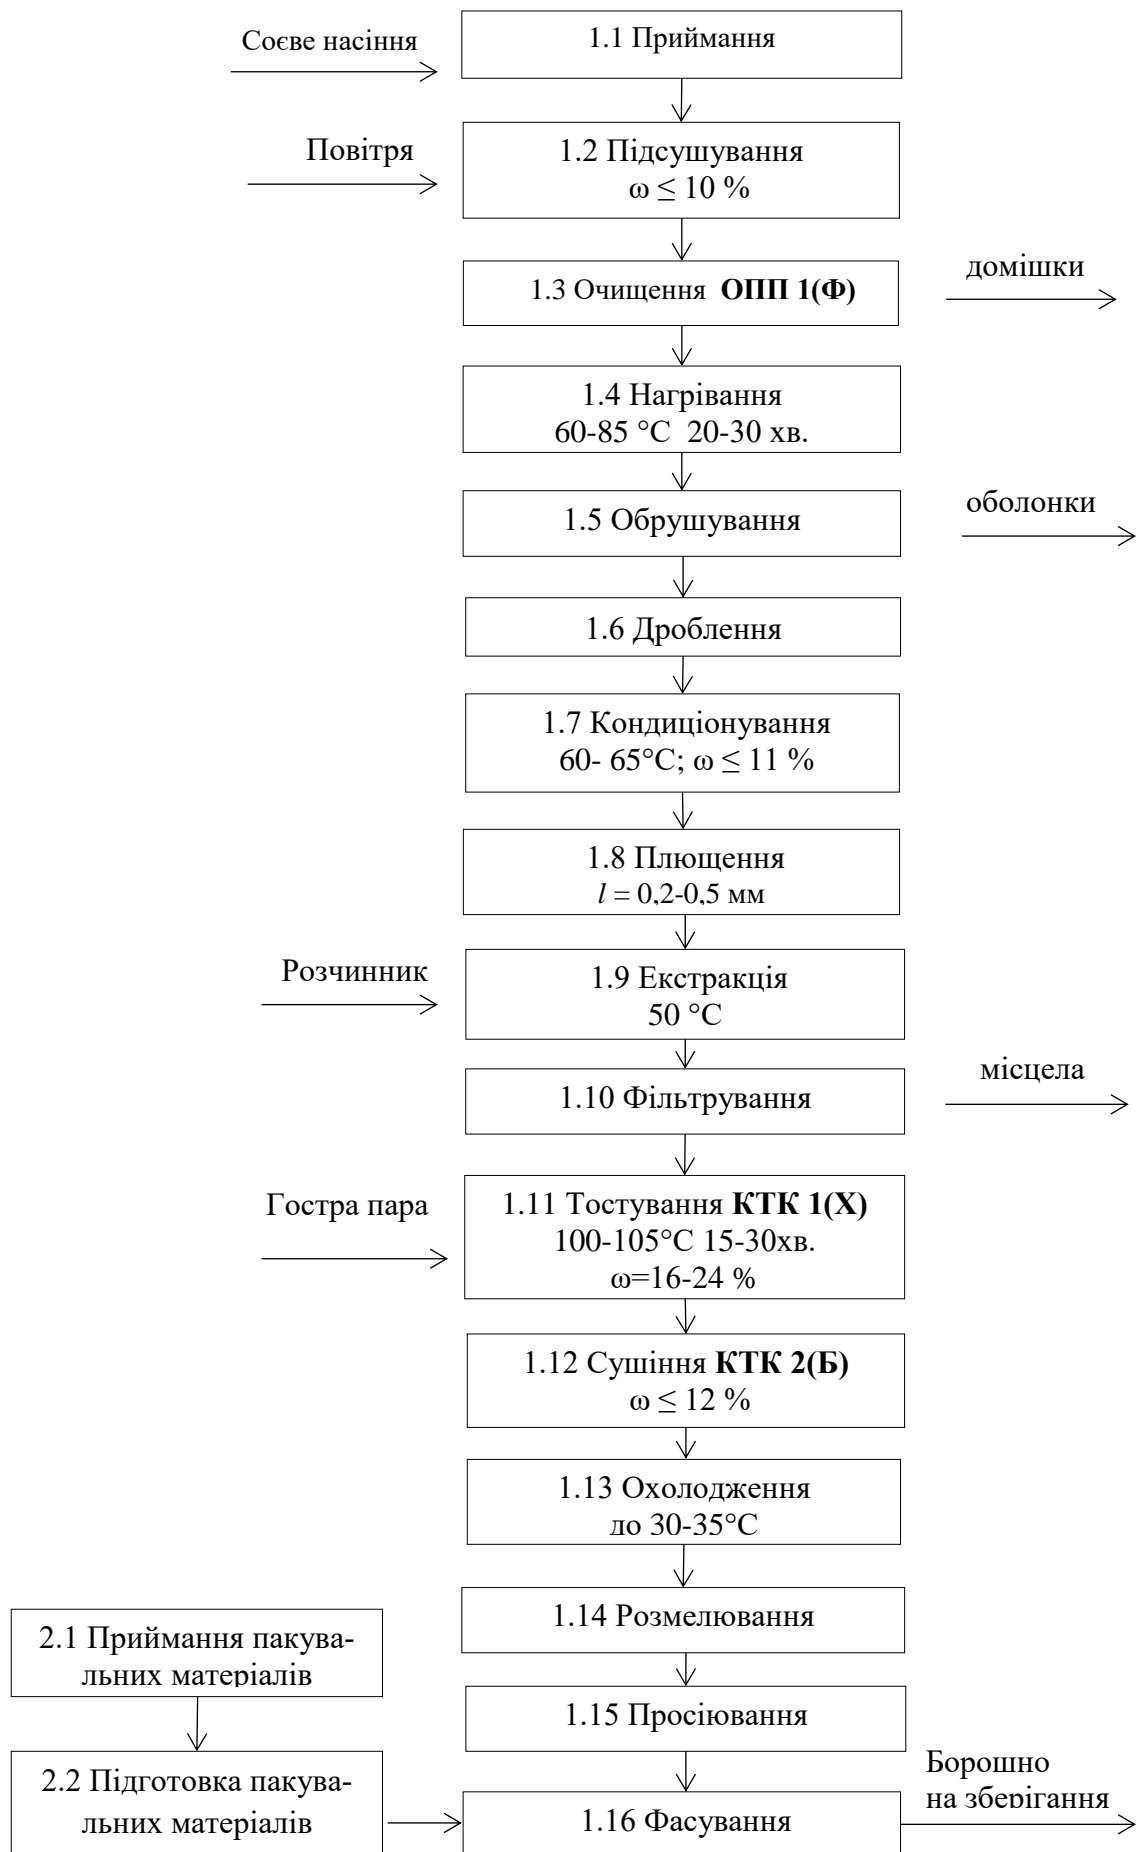 Соєве насіння
1.1 Приймання
Повітря
1.2 Підсушування
ω ≤ 10 %
1.3 Очищення ОПП 1(Ф)
домішки
1.4 Нагрівання
60-85 °С 20-30 хв.
1.5 Обрушування
оболонки
1.6 Дроблення
1.7 Кондиціонування
60- 65°С; ω ≤ 11 %
1.8 Плющення
l = 0,2-0,5 мм
Розчинник
1.9 Екстракція
50 °С
1.10 Фільтрування
місцела
Гостра пара
1.11 Тостування КТК 1(Х)
100-105°С 15-30хв.
ω=16-24 %
1.12 Сушіння КТК 2(Б)
ω ≤ 12 %
1.13 Охолодження
до 30-35°С
1.14 Розмелювання
2.1 Приймання пакува-
льних матеріалів
1.15 Просіювання
2.2 Підготовка пакува-
льних матеріалів
1.16 Фасування
Борошно
на зберігання